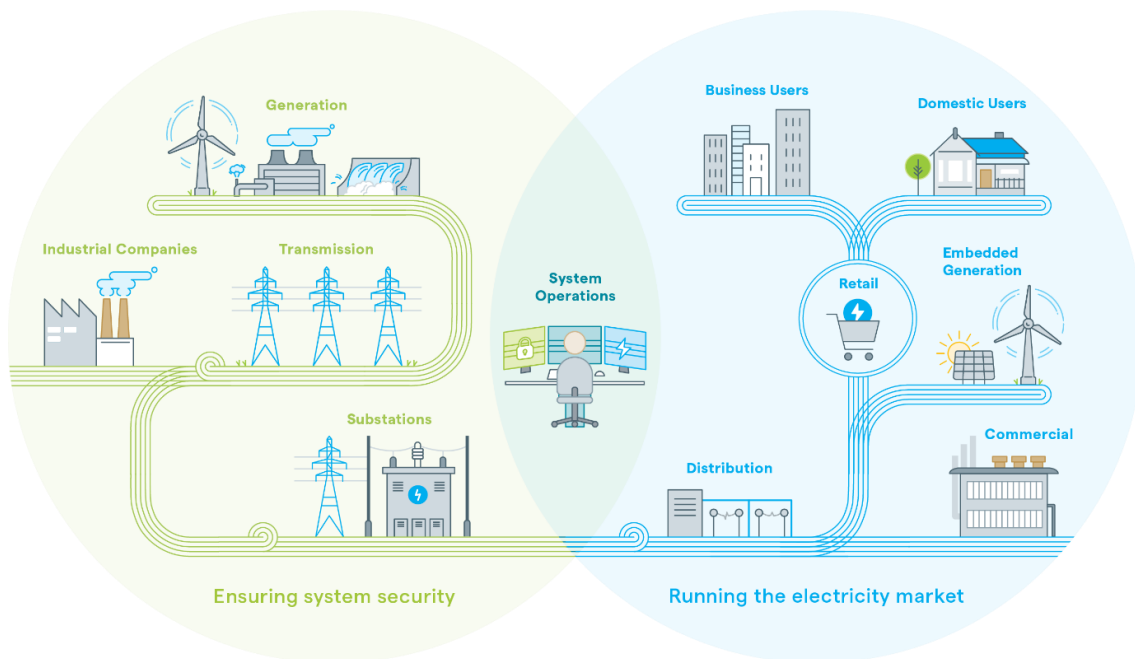 Generation
Industrial Companies
Transmission
Substations
System
Operations
Business Users
Domestic Users
Retail
Embedded
Generation
Distribution
Commercial
Ensuring system security
Running the electricity market